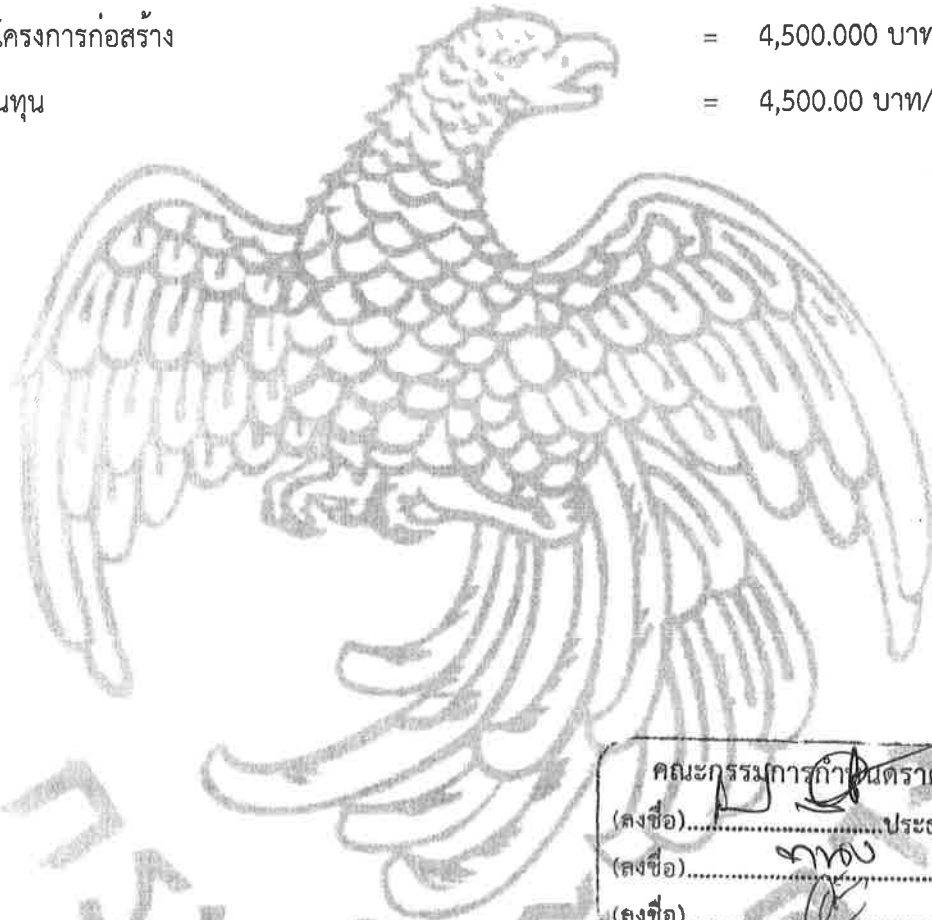 โครงการก่อสร้าง = 4,500.000 บาท
นทุน = 4,500.00 บาท/
คณะกรรมการกำหนดรา
(ลงชื่อ)
(ลงชื่อ)
(ลงชื่อ)